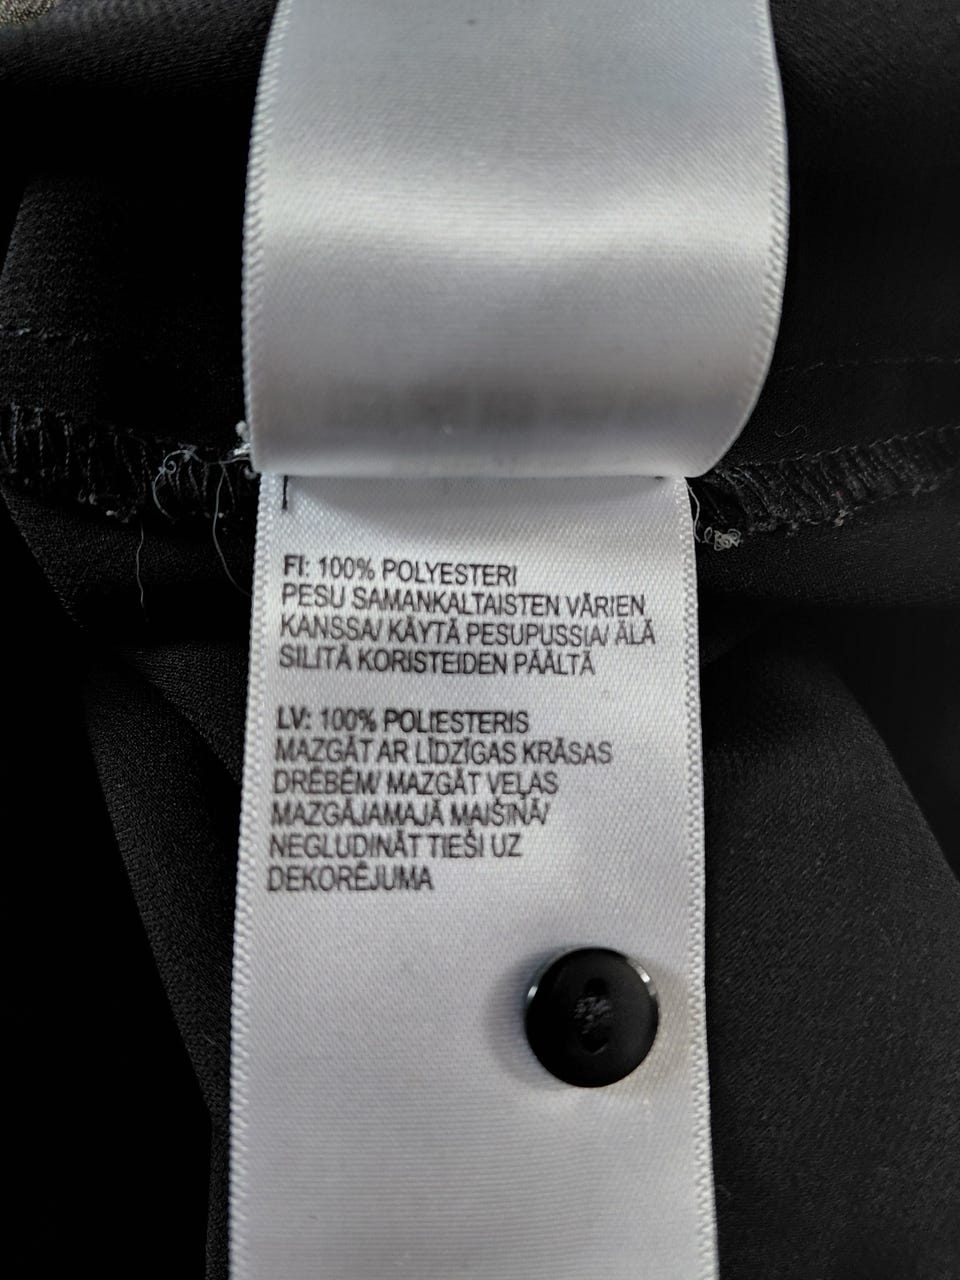 FI: 100% POLYESTERI
PESU SAMANKALTAISTEN VÄRIEN
KANSSA/ KÄYTÄ PESUPUSSIA/ ÄLÄ
SILITÄ KORISTEIDEN PÄÄLTÄ
LV: 100% POLIESTERIS
MAZGĀT AR LĪDZĪGAS KRĀSAS
DRĒBĒM/ MAZGĀT VEĻAS
MAZGĀJAMAJĀ MAISIŅĀ/
NEGLUDINĀT TIEŠI UZ
DEKORĒJUMA